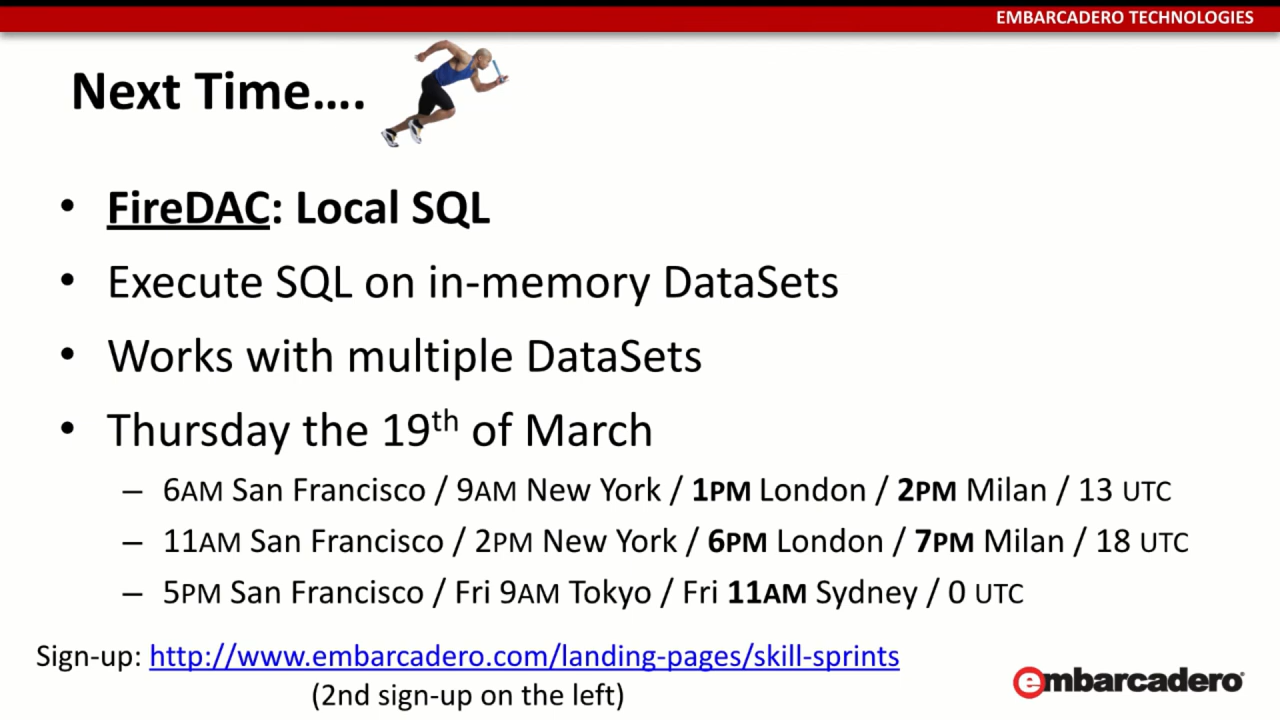 EMBARCADERO TECHNOLOGIES
Next Time....
• FireDAC: Local SQL
• Execute SQL on in-memory DataSets
• Works with multiple DataSets
• Thursday the 19th of March
– 6AM San Francisco / 9AM New York / 1PM London / 2PM Milan / 13 UTC
– 11AM San Francisco / 2PM New York / 6PM London / 7PM Milan / 18 UTC
– 5PM San Francisco / Fri 9AM Tokyo / Fri 11AM Sydney / 0 UTC
Sign-up: http://www.embarcadero.com/landing-pages/skill-sprints
(2nd sign-up on the left)
embarcadero